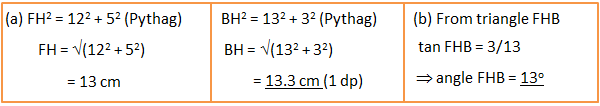 (a) FH² = 12² + 5² (Pythag)
FH = √(12² + 5²)
= 13 cm
BH² = 13² + 3² (Pythag)
BH = √(13² + 3²)
= 13.3 cm (1 dp)
(b) From triangle FHB
tan FHB = 3/13
⇒ angle FHB = 13°